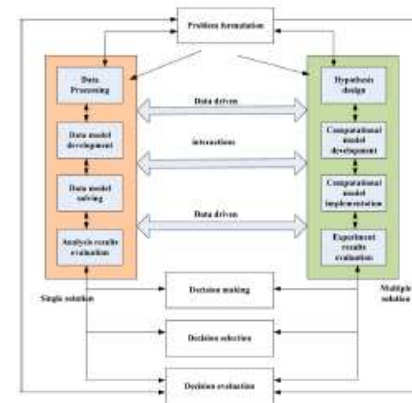 Problem formutation
Data
Processing
Hypothesis
design
Data driven
Data model
development
Computational
model
development
interactions
Data model
solving
Computational
model
implementation
Data driven
Analysis results
evaluation
Experiment
results
evaluation
Single solution
Multiple
solution
Decision making
Decision selection
Decision evaluation